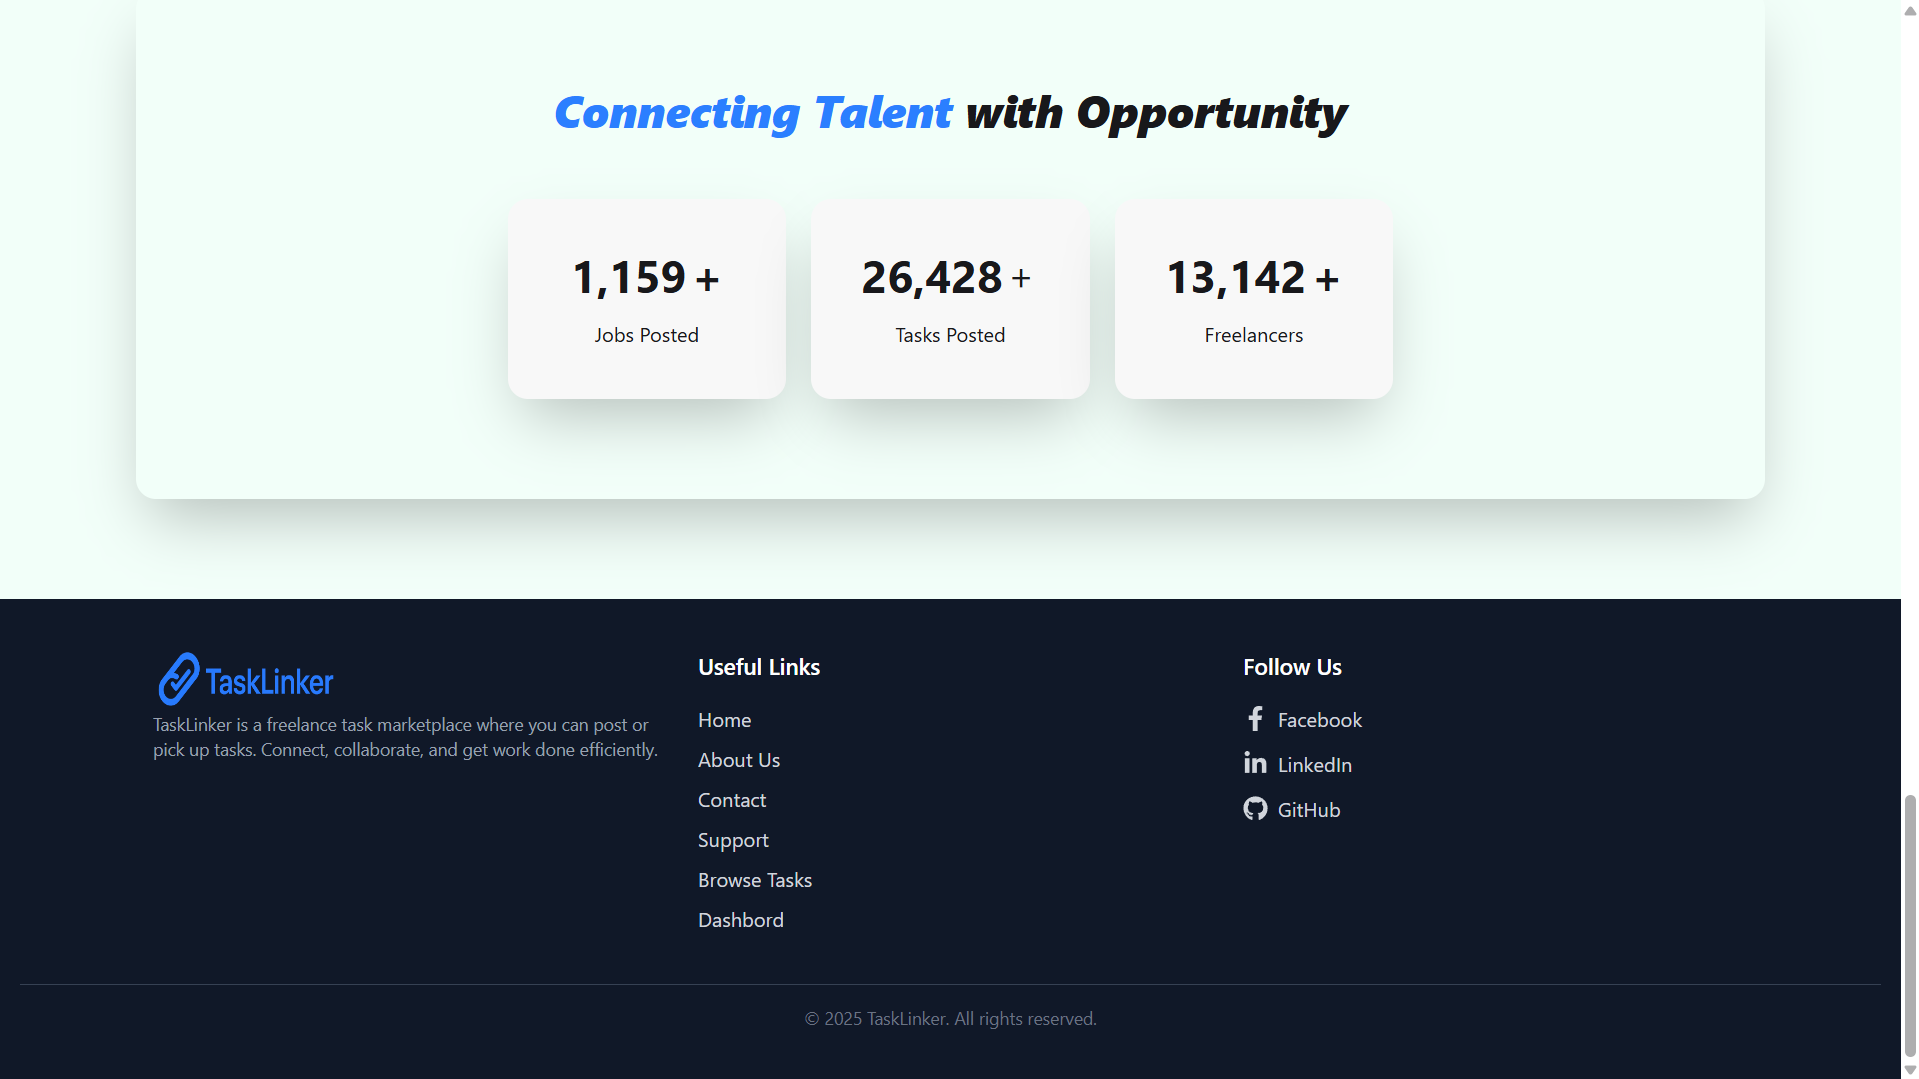 Connecting Talent with Opportunity
1,159 +
Jobs Posted
26,428 +
Tasks Posted
13,142 +
Freelancers
TaskLinker
TaskLinker is a freelance task marketplace where you can post or
pick up tasks. Connect, collaborate, and get work done efficiently.
Useful Links
Home
About Us
Contact
Support
Browse Tasks
Dashbord
Follow Us
Facebook
LinkedIn
GitHub
© 2025 TaskLinker. All rights reserved.